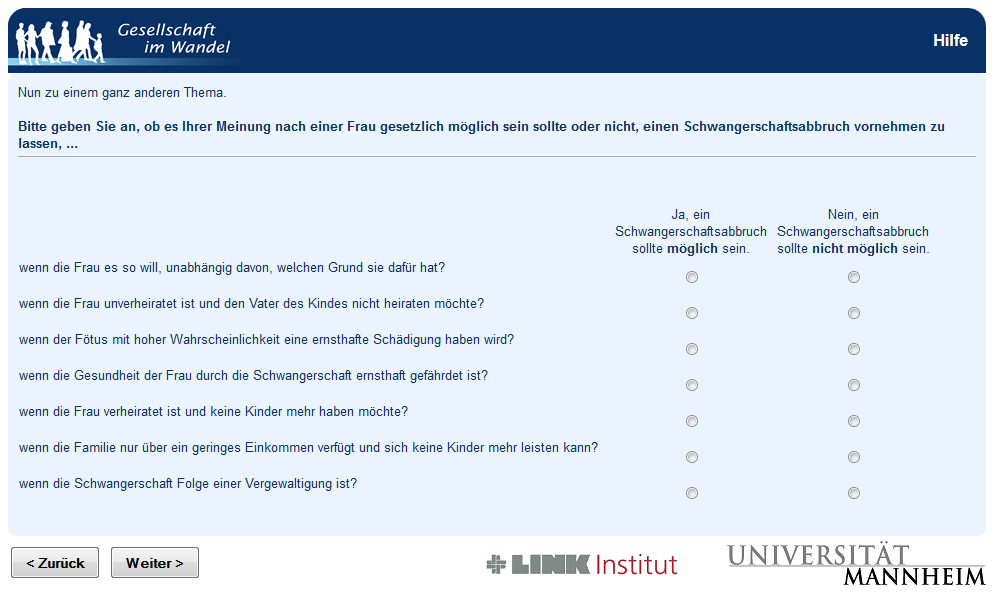 Gesellschaft
im Wandel
Hilfe
Nun zu einem ganz anderen Thema.
Bitte geben Sie an, ob es Ihrer Meinung nach einer Frau gesetzlich möglich sein sollte oder nicht, einen Schwangerschaftsabbruch vornehmen zu
lassen, ...
Ja, ein
Schwangerschaftsabbruch
sollte möglich sein.
Nein, ein
Schwangerschaftsabbruch
sollte nicht möglich sein.
wenn die Frau es so will, unabhängig davon, welchen Grund sie dafür hat?
wenn die Frau unverheiratet ist und den Vater des Kindes nicht heiraten möchte?
wenn der Fötus mit hoher Wahrscheinlichkeit eine ernsthafte Schädigung haben wird?
wenn die Gesundheit der Frau durch die Schwangerschaft ernsthaft gefährdet ist?
wenn die Frau verheiratet ist und keine Kinder mehr haben möchte?
wenn die Familie nur über ein geringes Einkommen verfügt und sich keine Kinder mehr leisten kann?
wenn die Schwangerschaft Folge einer Vergewaltigung ist?
< Zurück
Weiter >
LINK Institut
UNIVERSITÄT
MANNHEIM